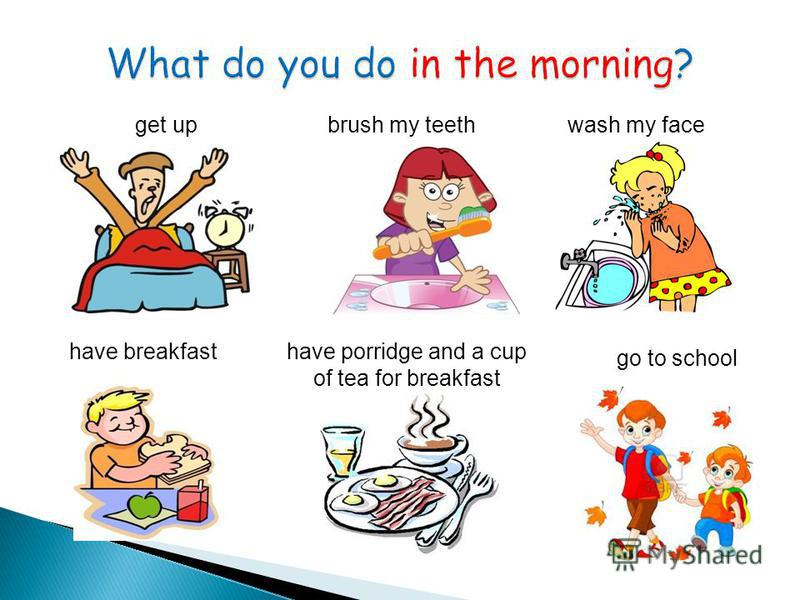 What do you do in the morning?
get up
brush my teeth
wash my face
have breakfast
have porridge and a cup
of tea for breakfast
go to school
MyShared